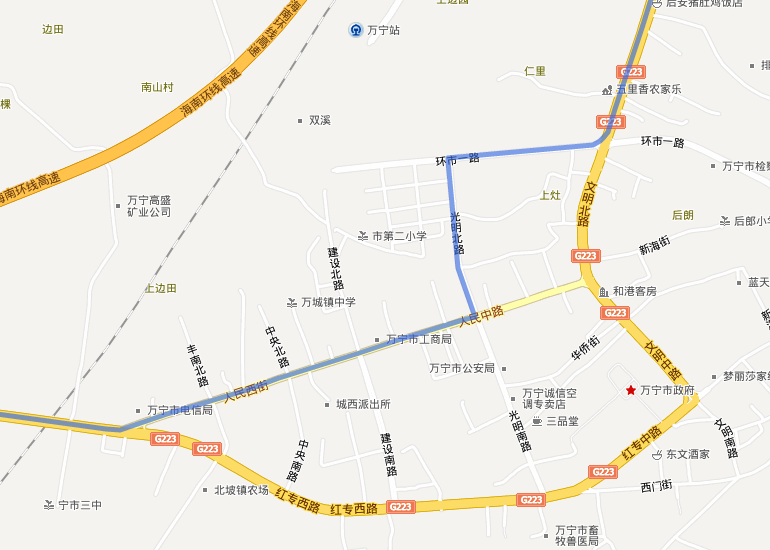 后安猪肚鸡饭店
上边园
海南环线高速
边田
万宁站
仁里
G223
排
海南环线高速
南山村
五里香农家乐
棵
双溪
G223
环市一路
环市一路
万宁市检察
海南环线高速
万宁高盛
矿业公司
上灶
文明北路
后朗
后郎小学
光明北路
市第二小学
新海街
建设北路
G223
蓝天
上边田
和港客房
万城镇中学
G223
人民中路
中央北路
万宁市工商局
华侨街
文明中路
丰南北路
万宁市公安局
梦丽莎家纺
人民西街
万宁市政府
万宁诚信空
调专卖店
万宁市电信局
城西派出所
光明南路
三品堂
文明南路
G223
G223
中央南路
建设南路
红专中路
东文酒家
G223
北坡镇农场
红专西路
红专西路
G223
G223
西门街
宁市三中
万宁市畜
牧兽医局